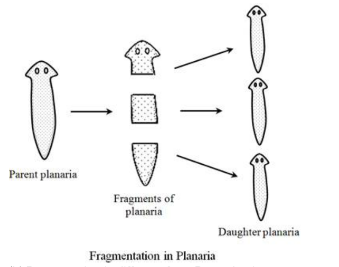 Parent planaria
Fragments of
planaria
Daughter planaria
Fragmentation in Planaria